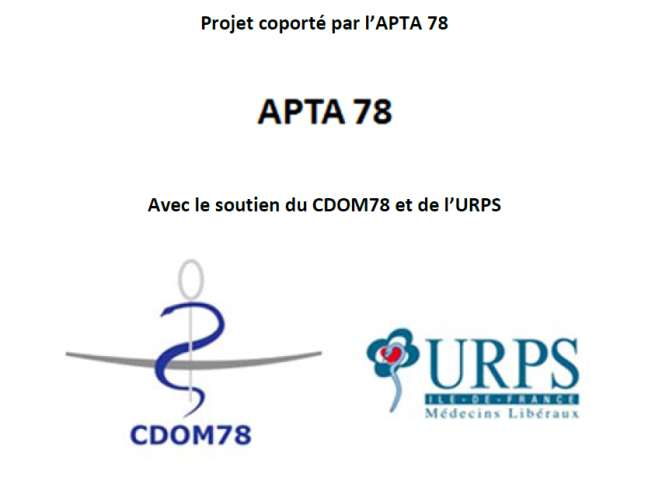 Projet coporté par l'APTA 78
APTA 78
Avec le soutien du CDOM78 et de l'URPS
CDOM78
URPS
ILE-DE-FRANCE
Médecins Libéraux